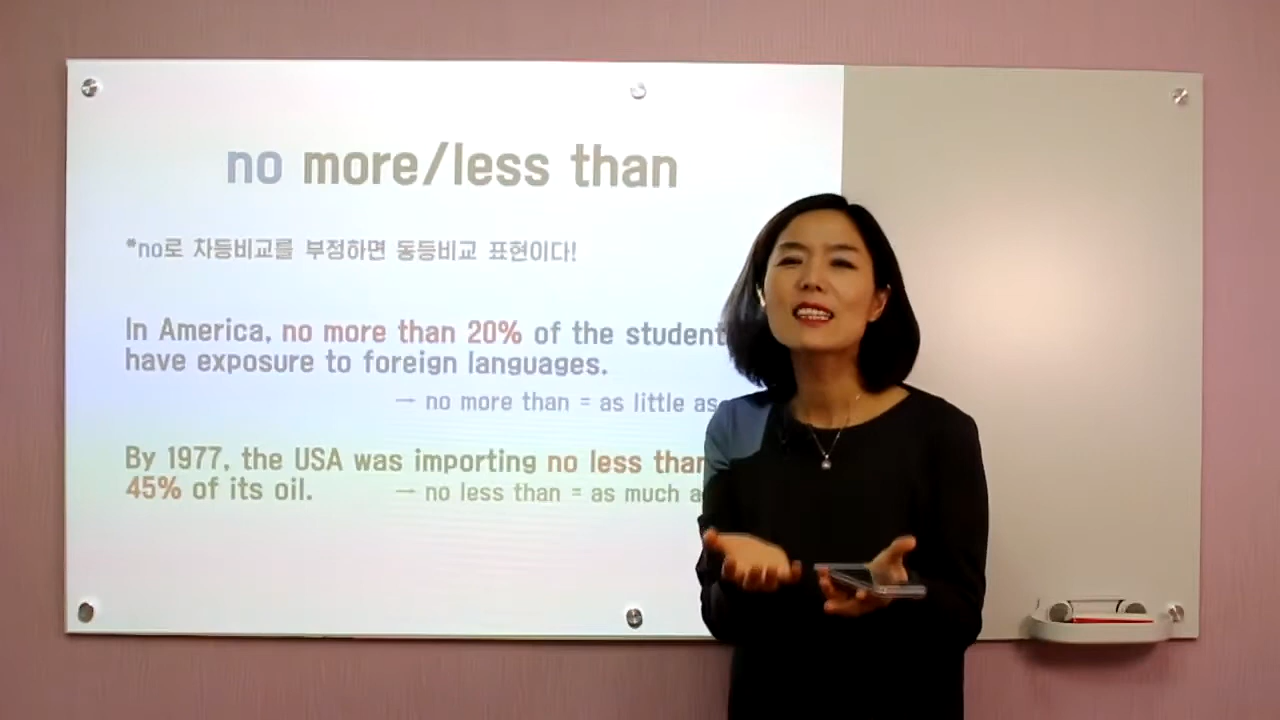 no more/less than
*no로 차등비교를 부정하면 동등비교 표현이다!
In America, no more than 20% of the student
have exposure to foreign languages.
→ no more than = as little as
By 1977, the USA was importing no less than
45% of its oil.
→ no less than = as much a